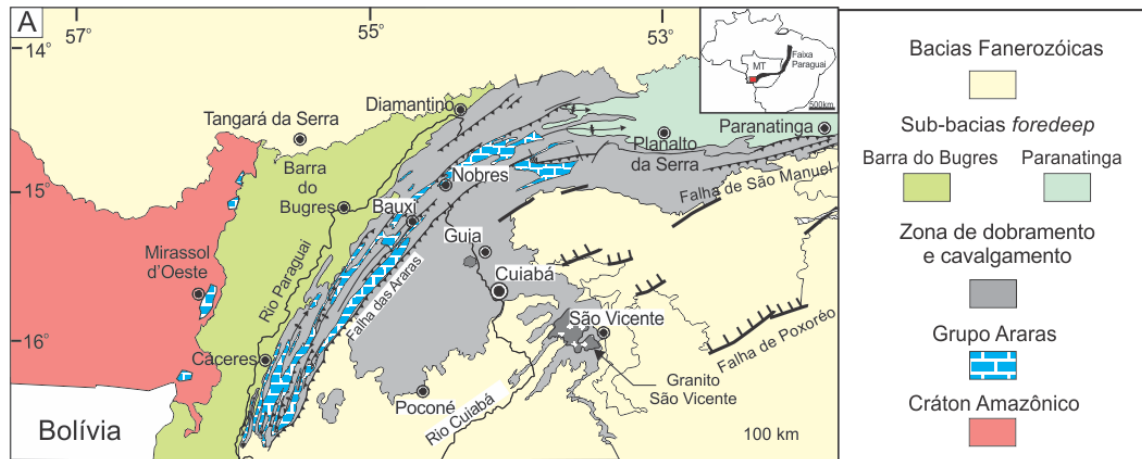 A
57°
55°
53°
14°
15°
16°
Diamantino
Tangará da Serra
Barra
do
Bugres
Nobres
Bauxi
Planalto
da Serra
Paranatinga
Falha de São Manuel
Mirassol
d'Oeste
Rio Paraguai
Guia
Cuiabá
Falha das Araras
São Vicente
Falha de Poxoréo
Cáceres
Granito
São Vicente
Poconé
Rio Cuiabá
Bolívia
100 km
MT
Faixa
Paraguai
500km
Bacias Fanerozóicas
Sub-bacias foredeep
Barra do Bugres
Paranatinga
Zona de dobramento
e cavalgamento
Grupo Araras
Cráton Amazônico